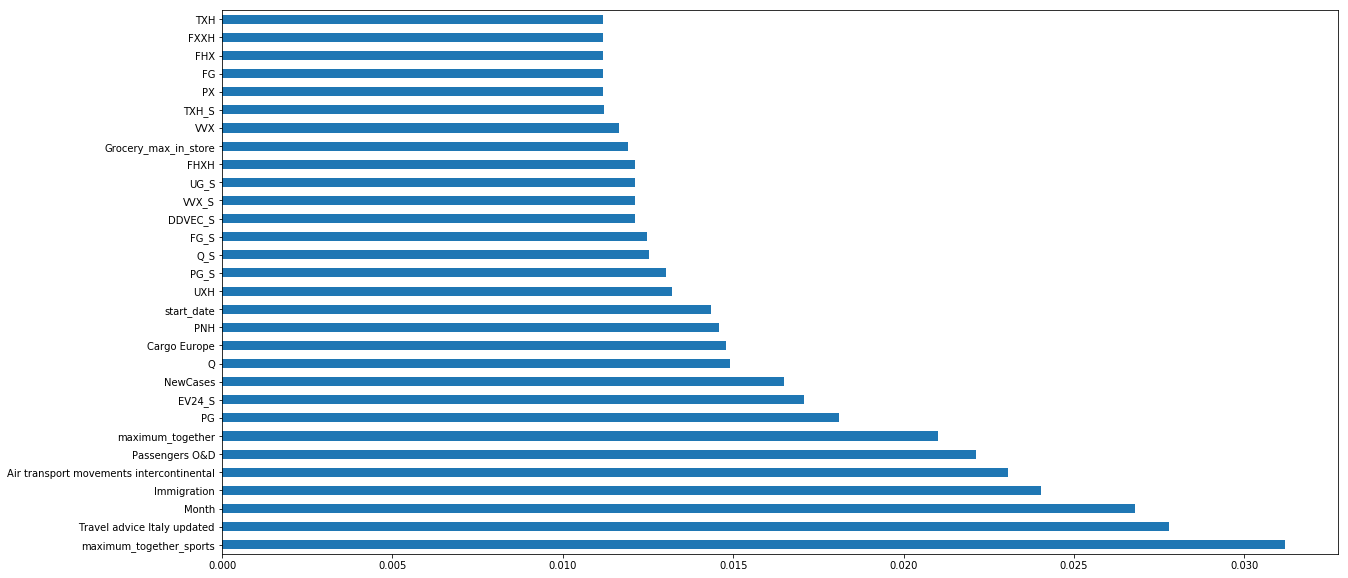 TXH
FXXH
FHX
FG
PX
TXH_S
VVX
Grocery_max_in_store
FHXH
UG_S
VVX_S
DDVEC_S
FG_S
Q_S
PG_S
UXH
start_date
PNH
Cargo Europe
Q
NewCases
EV24_S
PG
maximum_together
Passengers O&D
Air transport movements intercontinental
Immigration
Month
Travel advice Italy updated
maximum_together_sports
0.000 0.005 0.010 0.015 0.020 0.025 0.030